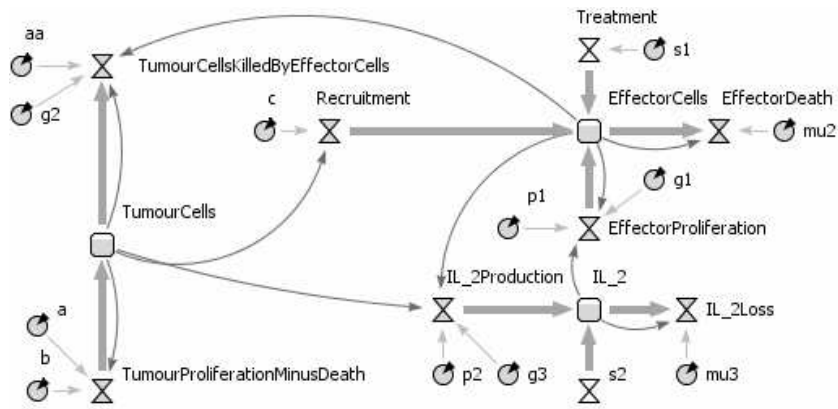 Treatment
aa
s1
TumourCellsKilledByEffectorCells
c
Recruitment
EffectorCells
EffectorDeath
g2
mu2
g1
p1
TumourCells
EffectorProliferation
IL_2Production
IL_2
a
IL_2Loss
b
TumourProliferationMinusDeath
p2
g3
s2
mu3